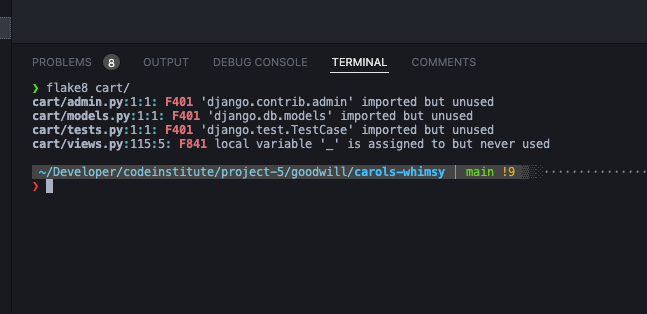 PROBLEMS 8 OUTPUT DEBUG CONSOLE TERMINAL COMMENTS
❯ flake8 cart/
cart/admin.py:1:1: F401 'django.contrib.admin' imported but unused
cart/models.py:1:1: F401 'django.db.models' imported but unused
cart/tests.py:1:1: F401 'django.test.TestCase' imported but unused
cart/views.py:115:5: F841 local variable '_' is assigned to but never used
~/Developer/codeinstitute/project-5/goodwill/carols-whimsy | main !9
❯